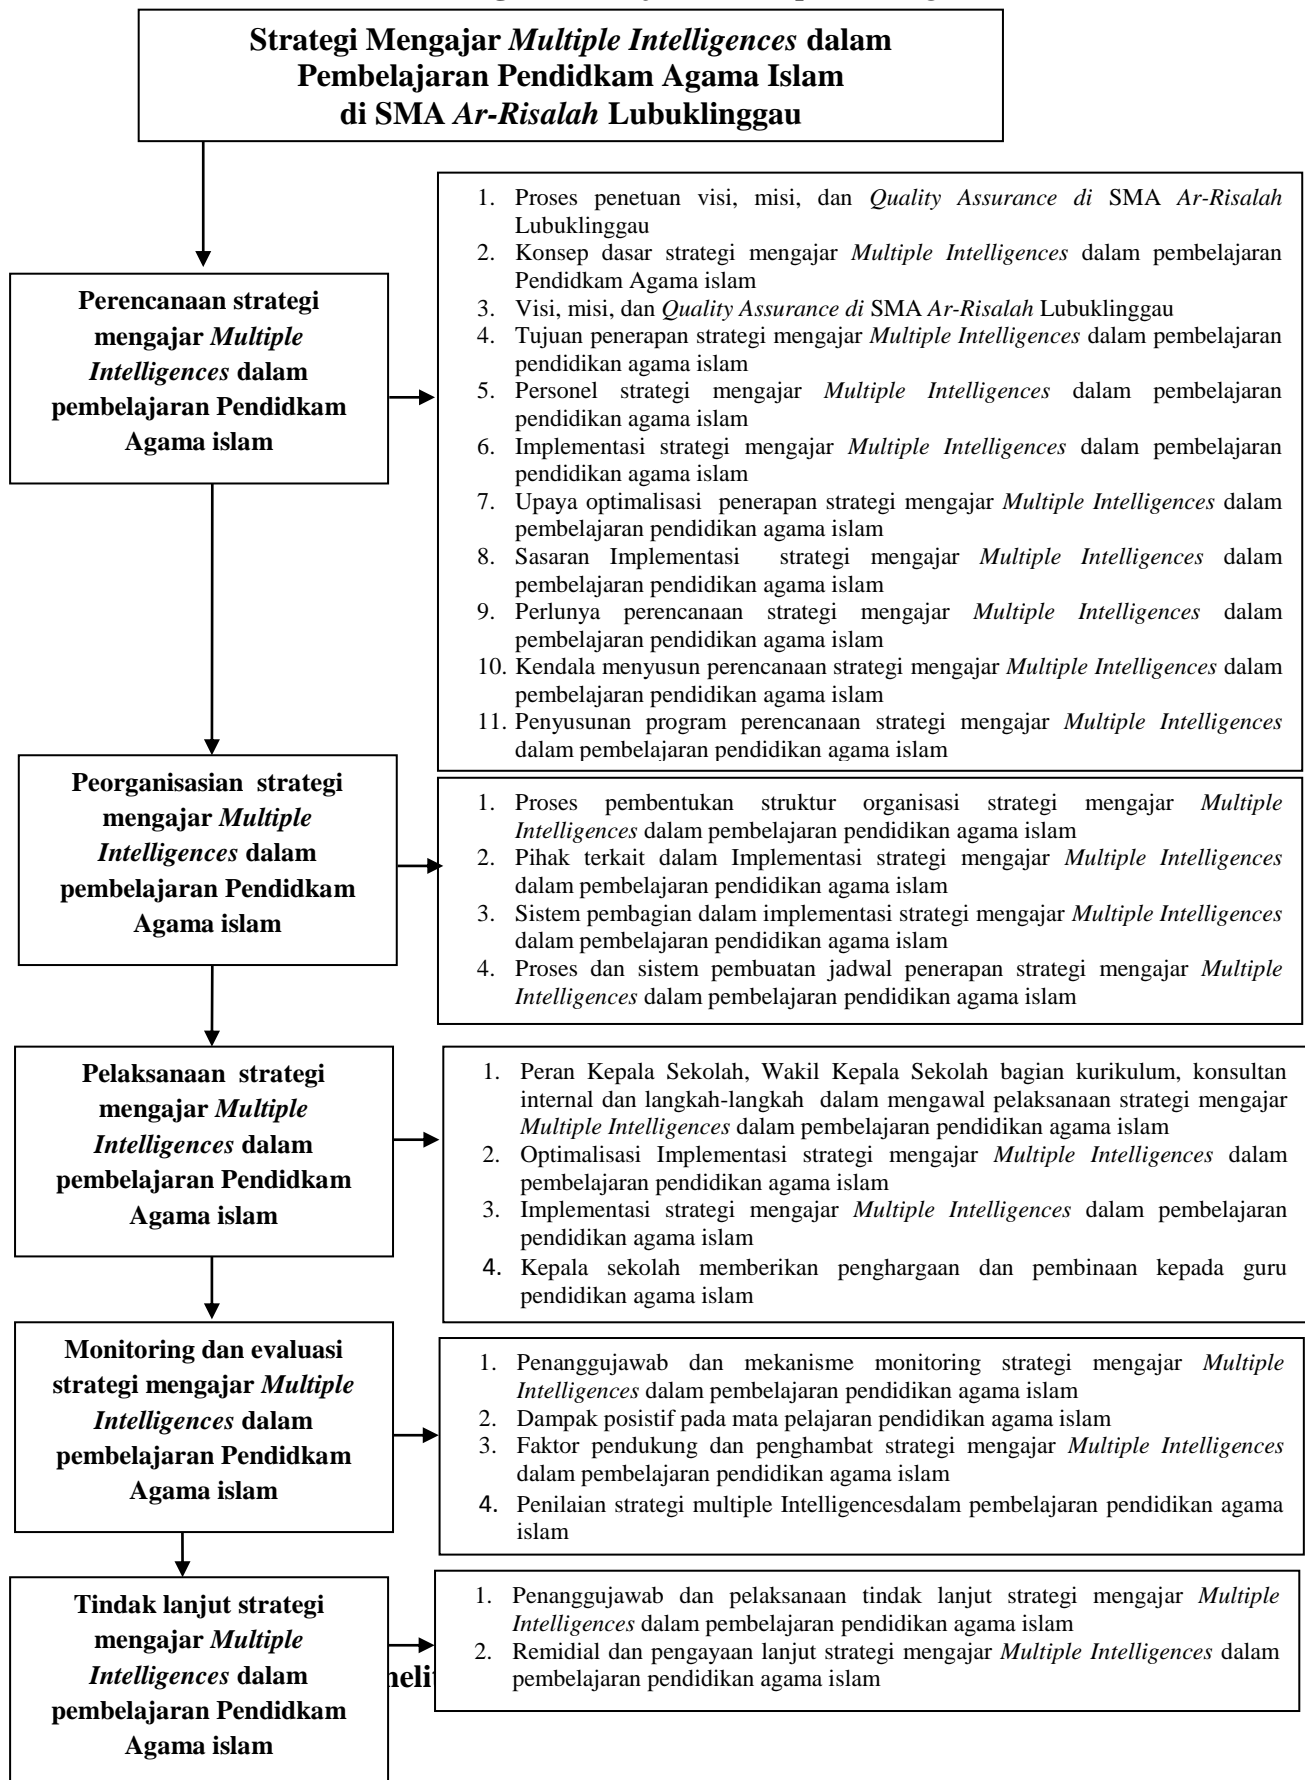 Strategi Mengajar Multiple Intelligences dalam
Pembelajaran Pendidkam Agama Islam
di SMA Ar-Risalah Lubuklinggau
Perencanaan strategi
mengajar Multiple
Intelligences dalam
pembelajaran Pendidkam
Agama islam
1. Proses penetuan visi, misi, dan Quality Assurance di SMA Ar-Risalah
Lubuklinggau
2. Konsep dasar strategi mengajar Multiple Intelligences dalam pembelajaran
Pendidkam Agama islam
3. Visi, misi, dan Quality Assurance di SMA Ar-Risalah Lubuklinggau
4. Tujuan penerapan strategi mengajar Multiple Intelligences dalam pembelajaran
pendidikan agama islam
5. Personel strategi mengajar Multiple Intelligences dalam pembelajaran
pendidikan agama islam
6. Implementasi strategi mengajar Multiple Intelligences dalam pembelajaran
pendidikan agama islam
7. Upaya optimalisasi penerapan strategi mengajar Multiple Intelligences dalam
pembelajaran pendidikan agama islam
8. Sasaran Implementasi strategi mengajar Multiple Intelligences dalam
pembelajaran pendidikan agama islam
9. Perlunya perencanaan strategi mengajar Multiple Intelligences dalam
pembelajaran pendidikan agama islam
10. Kendala menyusun perencanaan strategi mengajar Multiple Intelligences dalam
pembelajaran pendidikan agama islam
11. Penyusunan program perencanaan strategi mengajar Multiple Intelligences
dalam pembelajaran pendidikan agama islam
Peorganisasian strategi
mengajar Multiple
Intelligences dalam
pembelajaran Pendidkam
Agama islam
1. Proses pembentukan struktur organisasi strategi mengajar Multiple
Intelligences dalam pembelajaran pendidikan agama islam
2. Pihak terkait dalam Implementasi strategi mengajar Multiple Intelligences
dalam pembelajaran pendidikan agama islam
3. Sistem pembagian dalam implementasi strategi mengajar Multiple Intelligences
dalam pembelajaran pendidikan agama islam
4. Proses dan sistem pembuatan jadwal penerapan strategi mengajar Multiple
Intelligences dalam pembelajaran pendidikan agama islam
Pelaksanaan strategi
mengajar Multiple
Intelligences dalam
pembelajaran Pendidkam
Agama islam
1. Peran Kepala Sekolah, Wakil Kepala Sekolah bagian kurikulum, konsultan
internal dan langkah-langkah dalam mengawal pelaksanaan strategi mengajar
Multiple Intelligences dalam pembelajaran pendidikan agama islam
2. Optimalisasi Implementasi strategi mengajar Multiple Intelligences dalam
pembelajaran pendidikan agama islam
3. Implementasi strategi mengajar Multiple Intelligences dalam pembelajaran
pendidikan agama islam
4. Kepala sekolah memberikan penghargaan dan pembinaan kepada guru
pendidikan agama islam
Monitoring dan evaluasi
strategi mengajar Multiple
Intelligences dalam
pembelajaran Pendidkam
Agama islam
1. Penanggujawab dan mekanisme monitoring strategi mengajar Multiple
Intelligences dalam pembelajaran pendidikan agama islam
2. Dampak posistif pada mata pelajaran pendidikan agama islam
3. Faktor pendukung dan penghambat strategi mengajar Multiple Intelligences
dalam pembelajaran pendidikan agama islam
4. Penilaian strategi multiple Intelligencesdalam pembelajaran pendidikan agama
islam
Tindak lanjut strategi
mengajar Multiple
Intelligences dalam
pembelajaran Pendidkam
Agama islam
1. Penanggujawab dan pelaksanaan tindak lanjut strategi mengajar Multiple
Intelligences dalam pembelajaran pendidikan agama islam
2. Remidial dan pengayaan lanjut strategi mengajar Multiple Intelligences dalam
pembelajaran pendidikan agama islam